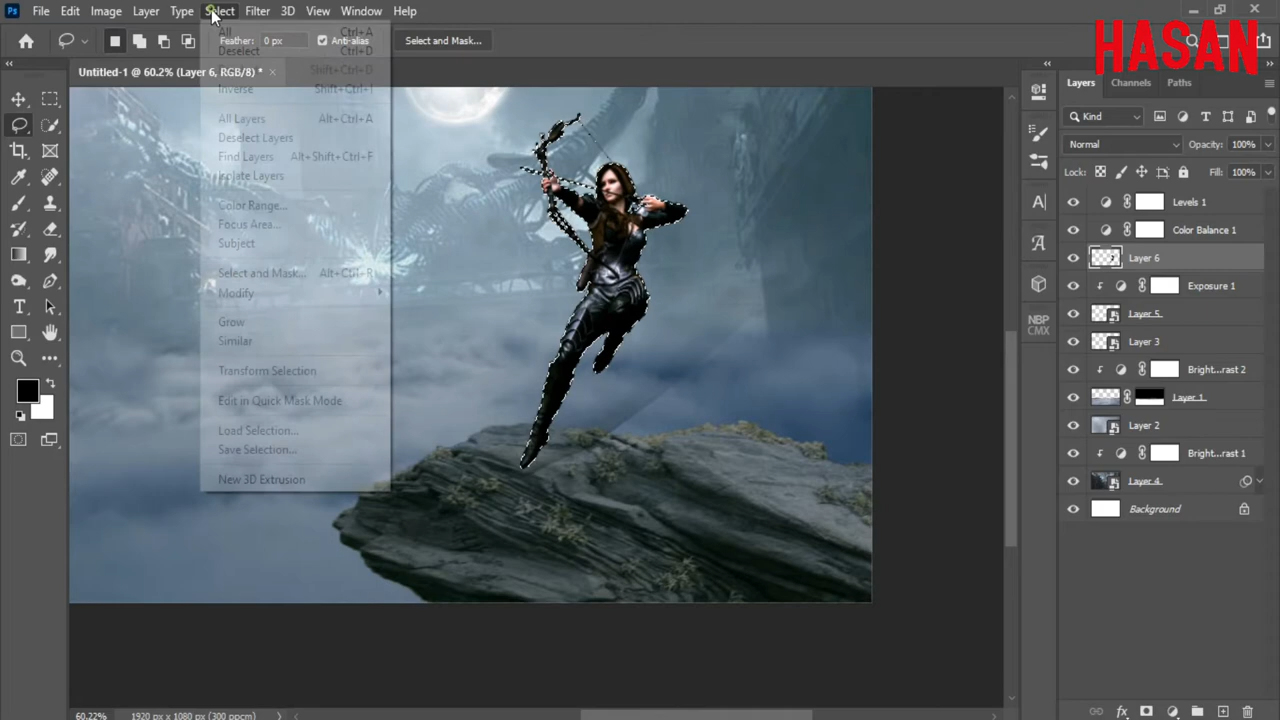 Ps File Edit Image Layer Type Select Filter 3D View Window Help
HASAN
Feather: 0 px Anti-alias Select and Mask...
Untitled-1 @ 60.2% (Layer 6, RGB/8) * ×
All Ctrl+A
Deselect Ctrl+D
Shift+Ctrl+D
Inverse Shift+Ctrl+I
All Layers Alt+Ctrl+A
Deselect Layers
Find Layers Alt+Shift+Ctrl+F
Isolate Layers
Color Range...
Focus Area...
Subject
Select and Mask... Alt+Ctrl+R
Modify
Grow
Similar
Transform Selection
Edit in Quick Mask Mode
Load Selection...
Save Selection...
New 3D Extrusion
Layers Channels Paths
Kind
Normal Opacity: 100%
Lock: Fill: 100%
Levels 1
Color Balance 1
Layer 6
Exposure 1
Layer 5
Layer 3
Bright...rast 2
Layer 1
Layer 2
Bright...rast 1
Layer 4
Background
NBP
CMX
60.22% 1920 px x 1080 px (300 ppcm)